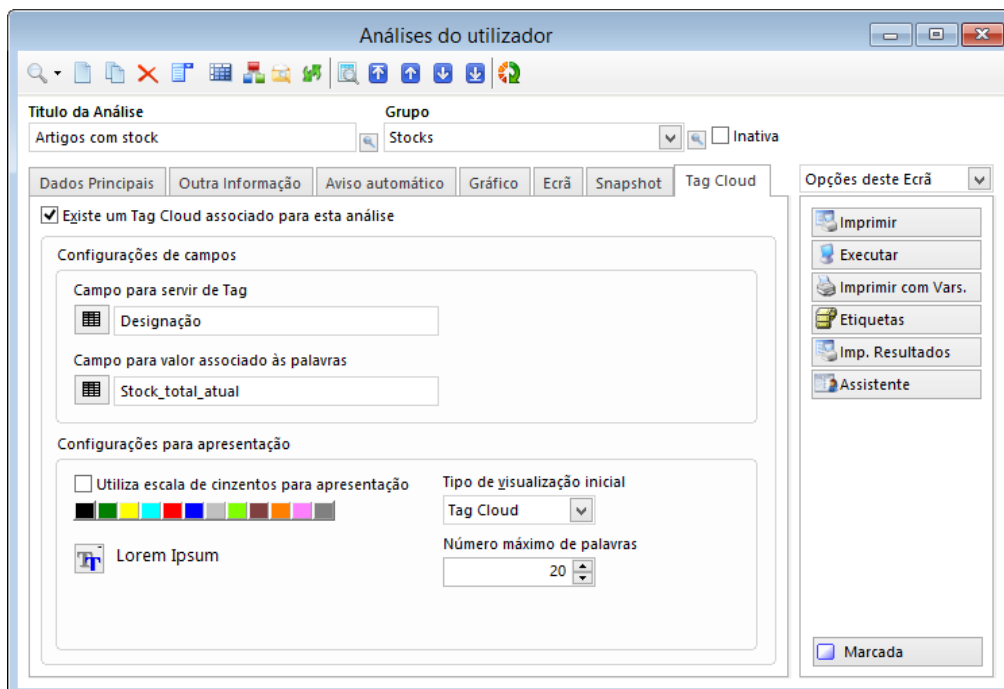 Análises do utilizador
Titulo da Análise Grupo
Artigos com stock Stocks Inativa
Dados Principais Outra Informação Aviso automático Gráfico Ecrã Snapshot Tag Cloud Opções deste Ecrã
Existe um Tag Cloud associado para esta análise
Imprimir
Configurações de campos
Executar
Campo para servir de Tag
Imprimir com Vars.
Designação
Etiquetas
Campo para valor associado às palavras
Imp. Resultados
Stock_total_atual
Assistente
Configurações para apresentação
Utiliza escala de cinzentos para apresentação
Tipo de visualização inicial
Tag Cloud
Lorem Ipsum
Número máximo de palavras
20
Marcada